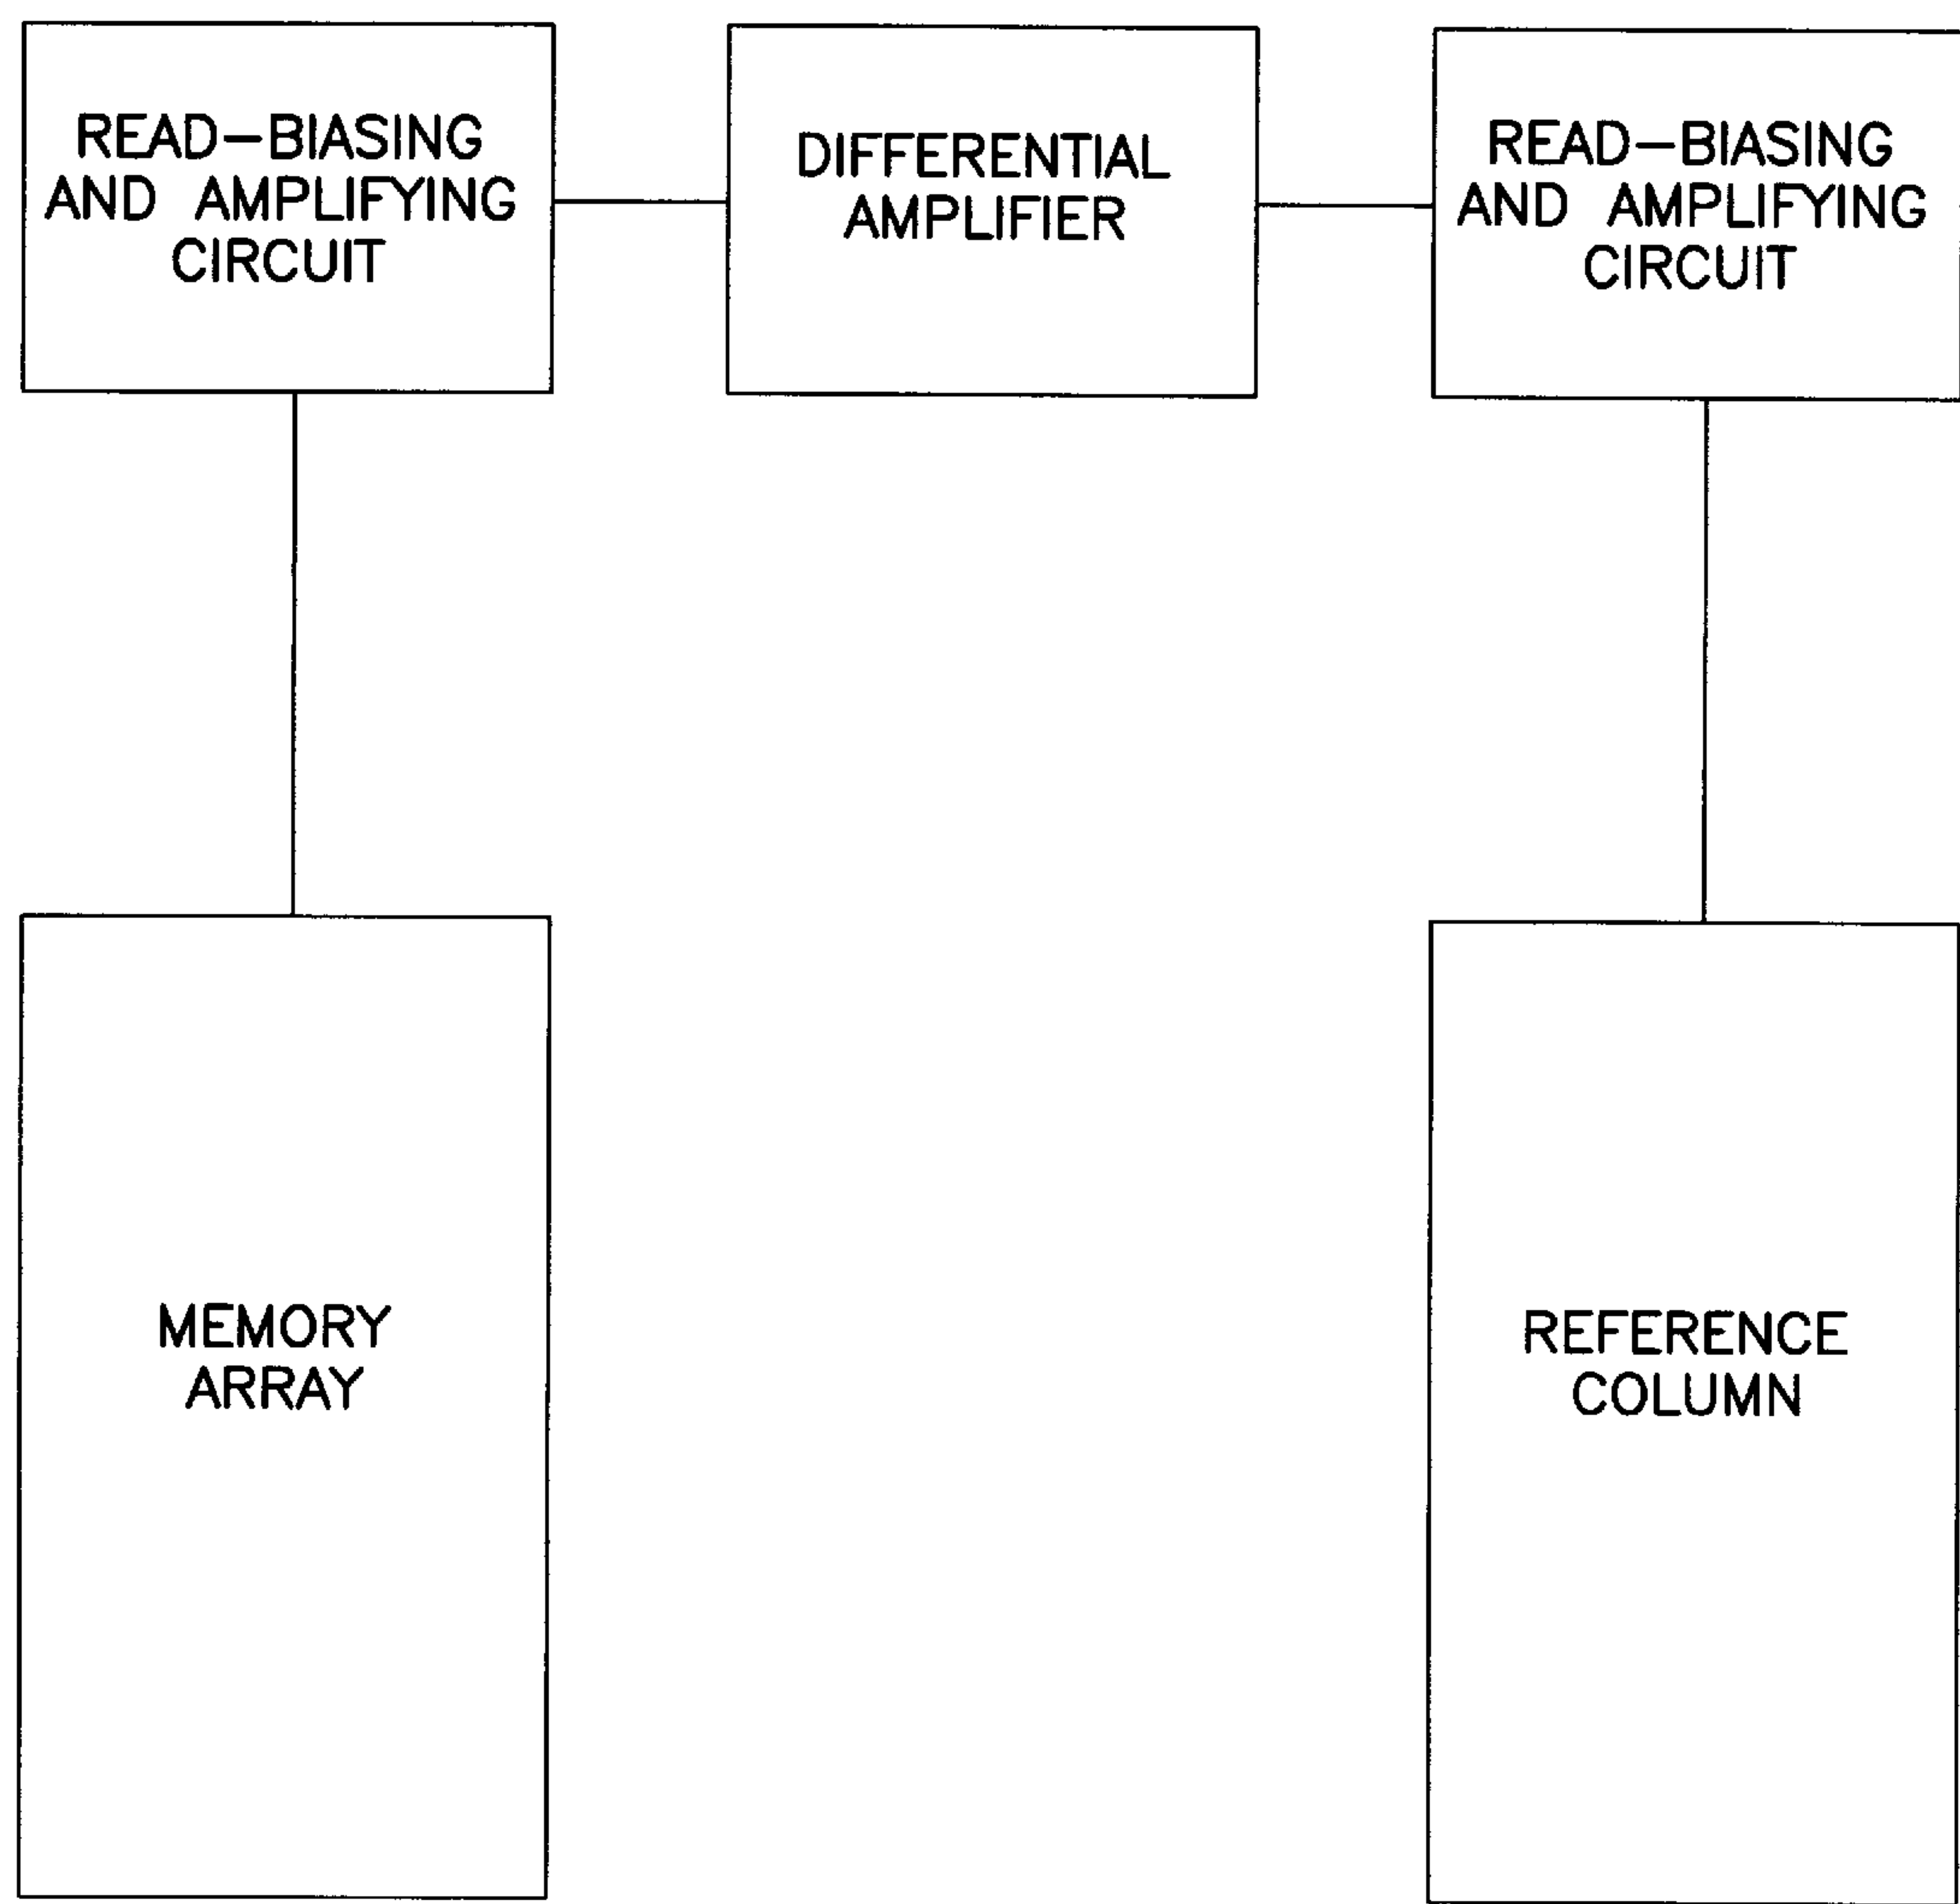 READ-BIASING
AND AMPLIFYING
CIRCUIT
DIFFERENTIAL
AMPLIFIER
READ-BIASING
AND AMPLIFYING
CIRCUIT
MEMORY
ARRAY
REFERENCE
COLUMN